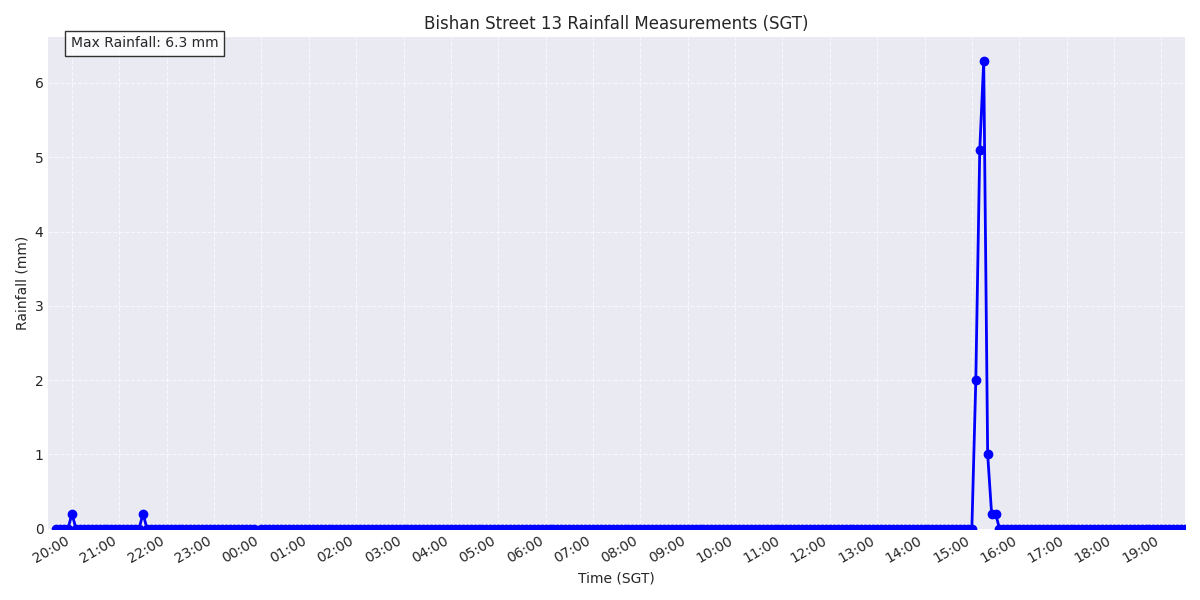 Bishan Street 13 Rainfall Measurements (SGT)
Max Rainfall: 6.3 mm
Rainfall (mm)
6
5
4
3
2
1
0
20:00 21:00 22:00 23:00 00:00 01:00 02:00 03:00 04:00 05:00 06:00 07:00 08:00 09:00 10:00 11:00 12:00 13:00 14:00 15:00 16:00 17:00 18:00 19:00
Time (SGT)